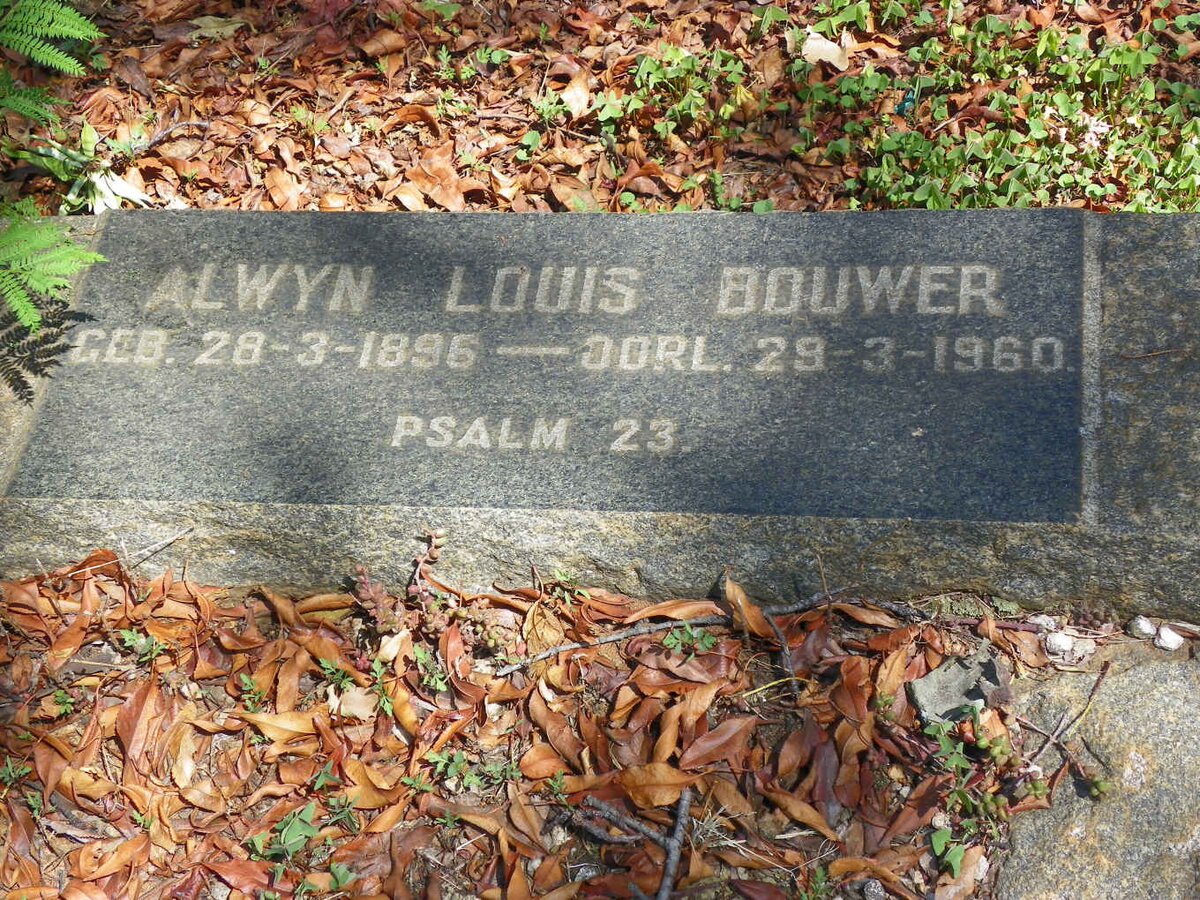 ALWYN LOUIS BOUWER
GEB. 28-3-1896 — OORL. 29-3-1960.
PSALM 23.